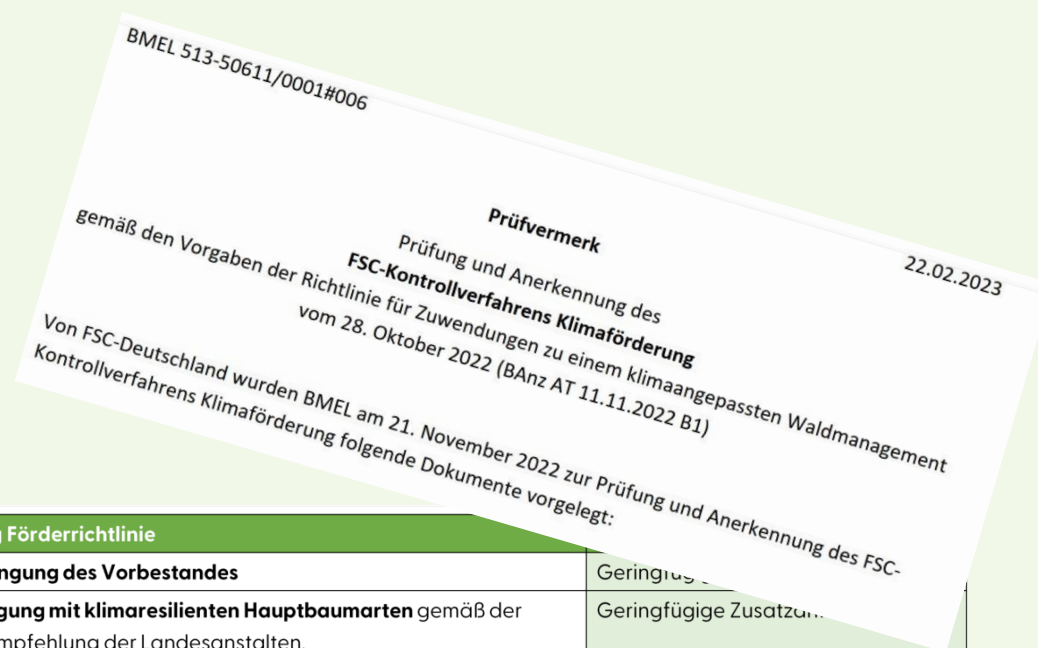 BMEL 513-50611/0001#006
22.02.2023
Prüfvermerk
Prüfung und Anerkennung des
FSC-Kontrollverfahrens Klimaförderung
gemäß den Vorgaben der Richtlinie für Zuwendungen zu einem klimaangepassten Waldmanagement
vom 28. Oktober 2022 (BAnz AT 11.11.2022 B1)
Von FSC-Deutschland wurden BMEL am 21. November 2022 zur Prüfung und Anerkennung des FSC-
Kontrollverfahrens Klimaförderung folgende Dokumente vorgelegt:
Förderrichtlinie
des Vorbestandes
mit klimaresilienten Hauptbaumarten gemäß der
Geringfügige
der Landesanstalten.